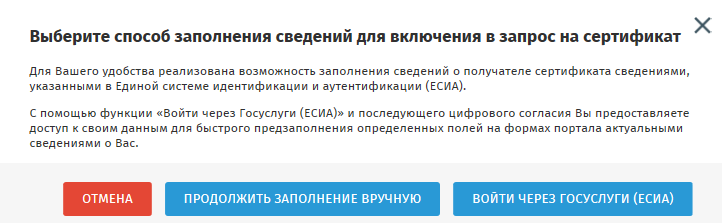 Выберите способ заполнения сведений для включения в запрос на сертификат
Для Вашего удобства реализована возможность заполнения сведений о получателе сертификата сведениями,
указанными в Единой системе идентификации и аутентификации (ЕСИА).
С помощью функции «Войти через Госуслуги (ЕСИА)» и последующего цифрового согласия Вы предоставляете
доступ к своим данным для быстрого предзаполнения определенных полей на формах портала актуальными
сведениями о Вас.
ОТМЕНА
ПРОДОЛЖИТЬ ЗАПОЛНЕНИЕ ВРУЧНУЮ
ВОЙТИ ЧЕРЕЗ ГОСУСЛУГИ (ЕСИА)